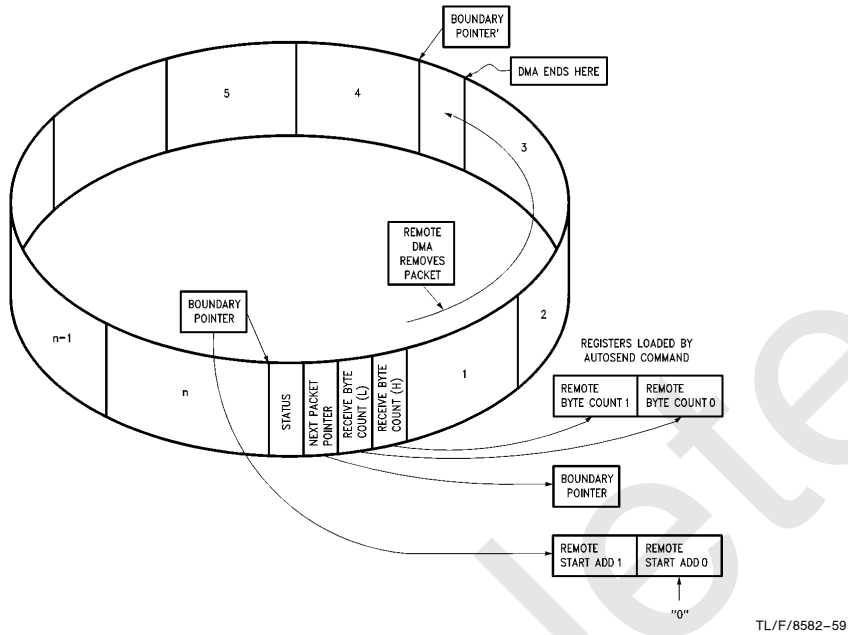 BOUNDARY
POINTER'
DMA ENDS HERE
5
4
3
REMOTE
DMA
REMOVES
PACKET
BOUNDARY
POINTER
2
n-1
n
STATUS
NEXT PACKET
POINTER
RECEIVE BYTE
COUNT (L)
RECEIVE BYTE
COUNT (H)
1
REGISTERS LOADED BY
AUTOSEND COMMAND
REMOTE
BYTE COUNT 1
REMOTE
BYTE COUNT 0
BOUNDARY
POINTER
REMOTE
START ADD 1
REMOTE
START ADD 0
"0"
TL/F/8582–59
lete